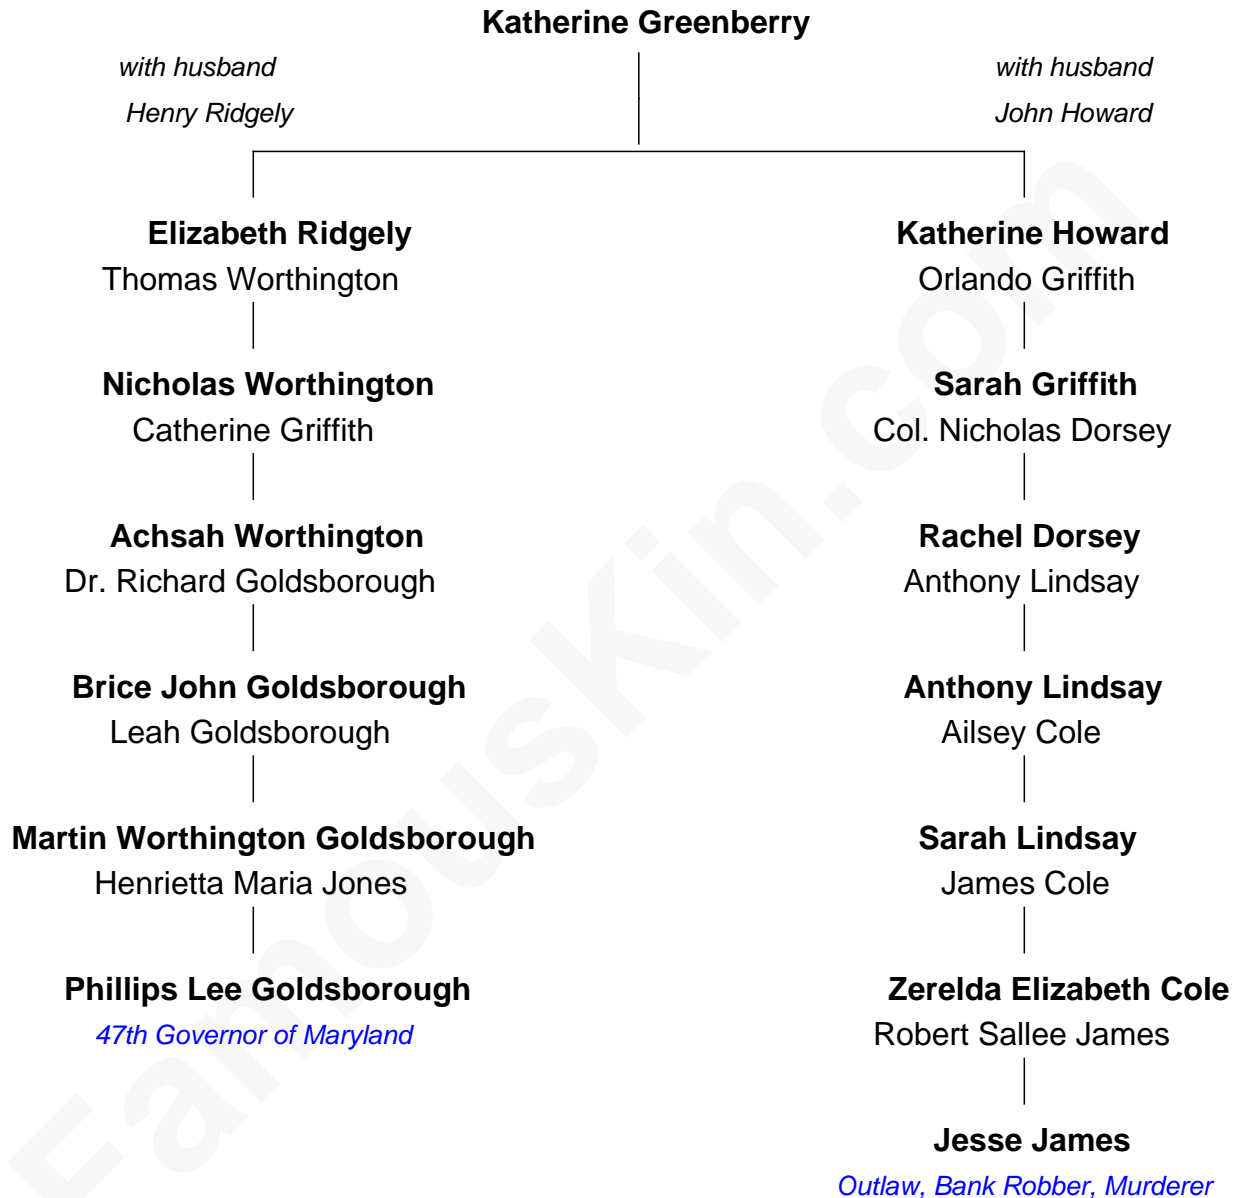 Katherine Greenberry
with husband
Henry Ridgely
with husband
John Howard
Elizabeth Ridgely
Thomas Worthington
Katherine Howard
Orlando Griffith
Nicholas Worthington
Catherine Griffith
Sarah Griffith
Col. Nicholas Dorsey
Achsah Worthington
Dr. Richard Goldsborough
Rachel Dorsey
Anthony Lindsay
Brice John Goldsborough
Leah Goldsborough
Anthony Lindsay
Ailsey Cole
Martin Worthington Goldsborough
Henrietta Maria Jones
Sarah Lindsay
James Cole
Phillips Lee Goldsborough
47th Governor of Maryland
Zerelda Elizabeth Cole
Robert Sallee James
Jesse James
Outlaw, Bank Robber, Murderer
FamousKin.com